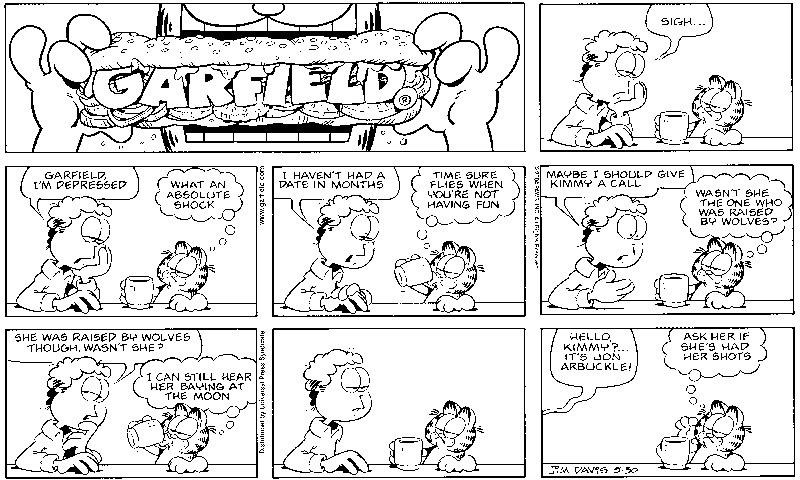 GARFIELD
®
SIGH...
GARFIELD,
I'M DEPRESSED
WHAT AN
ABSOLUTE
SHOCK
www.garfield.com
I HAVEN'T HAD A
DATE IN MONTHS
TIME SURE
FLIES WHEN
YOU'RE NOT
HAVING FUN
MAYBE I SHOULD GIVE
KIMMY A CALL
WASN'T SHE
THE ONE WHO
WAS RAISED
BY WOLVES?
SHE WAS RAISED BY WOLVES
THOUGH, WASN'T SHE?
I CAN STILL HEAR
HER BAYING AT
THE MOON
Distributed by Universal Press Syndicate
HELLO,
KIMMY?...
IT'S JON
ARBUCKLE!
ASK HER IF
SHE'S HAD
HER SHOTS
JIM DAVIS 5-30